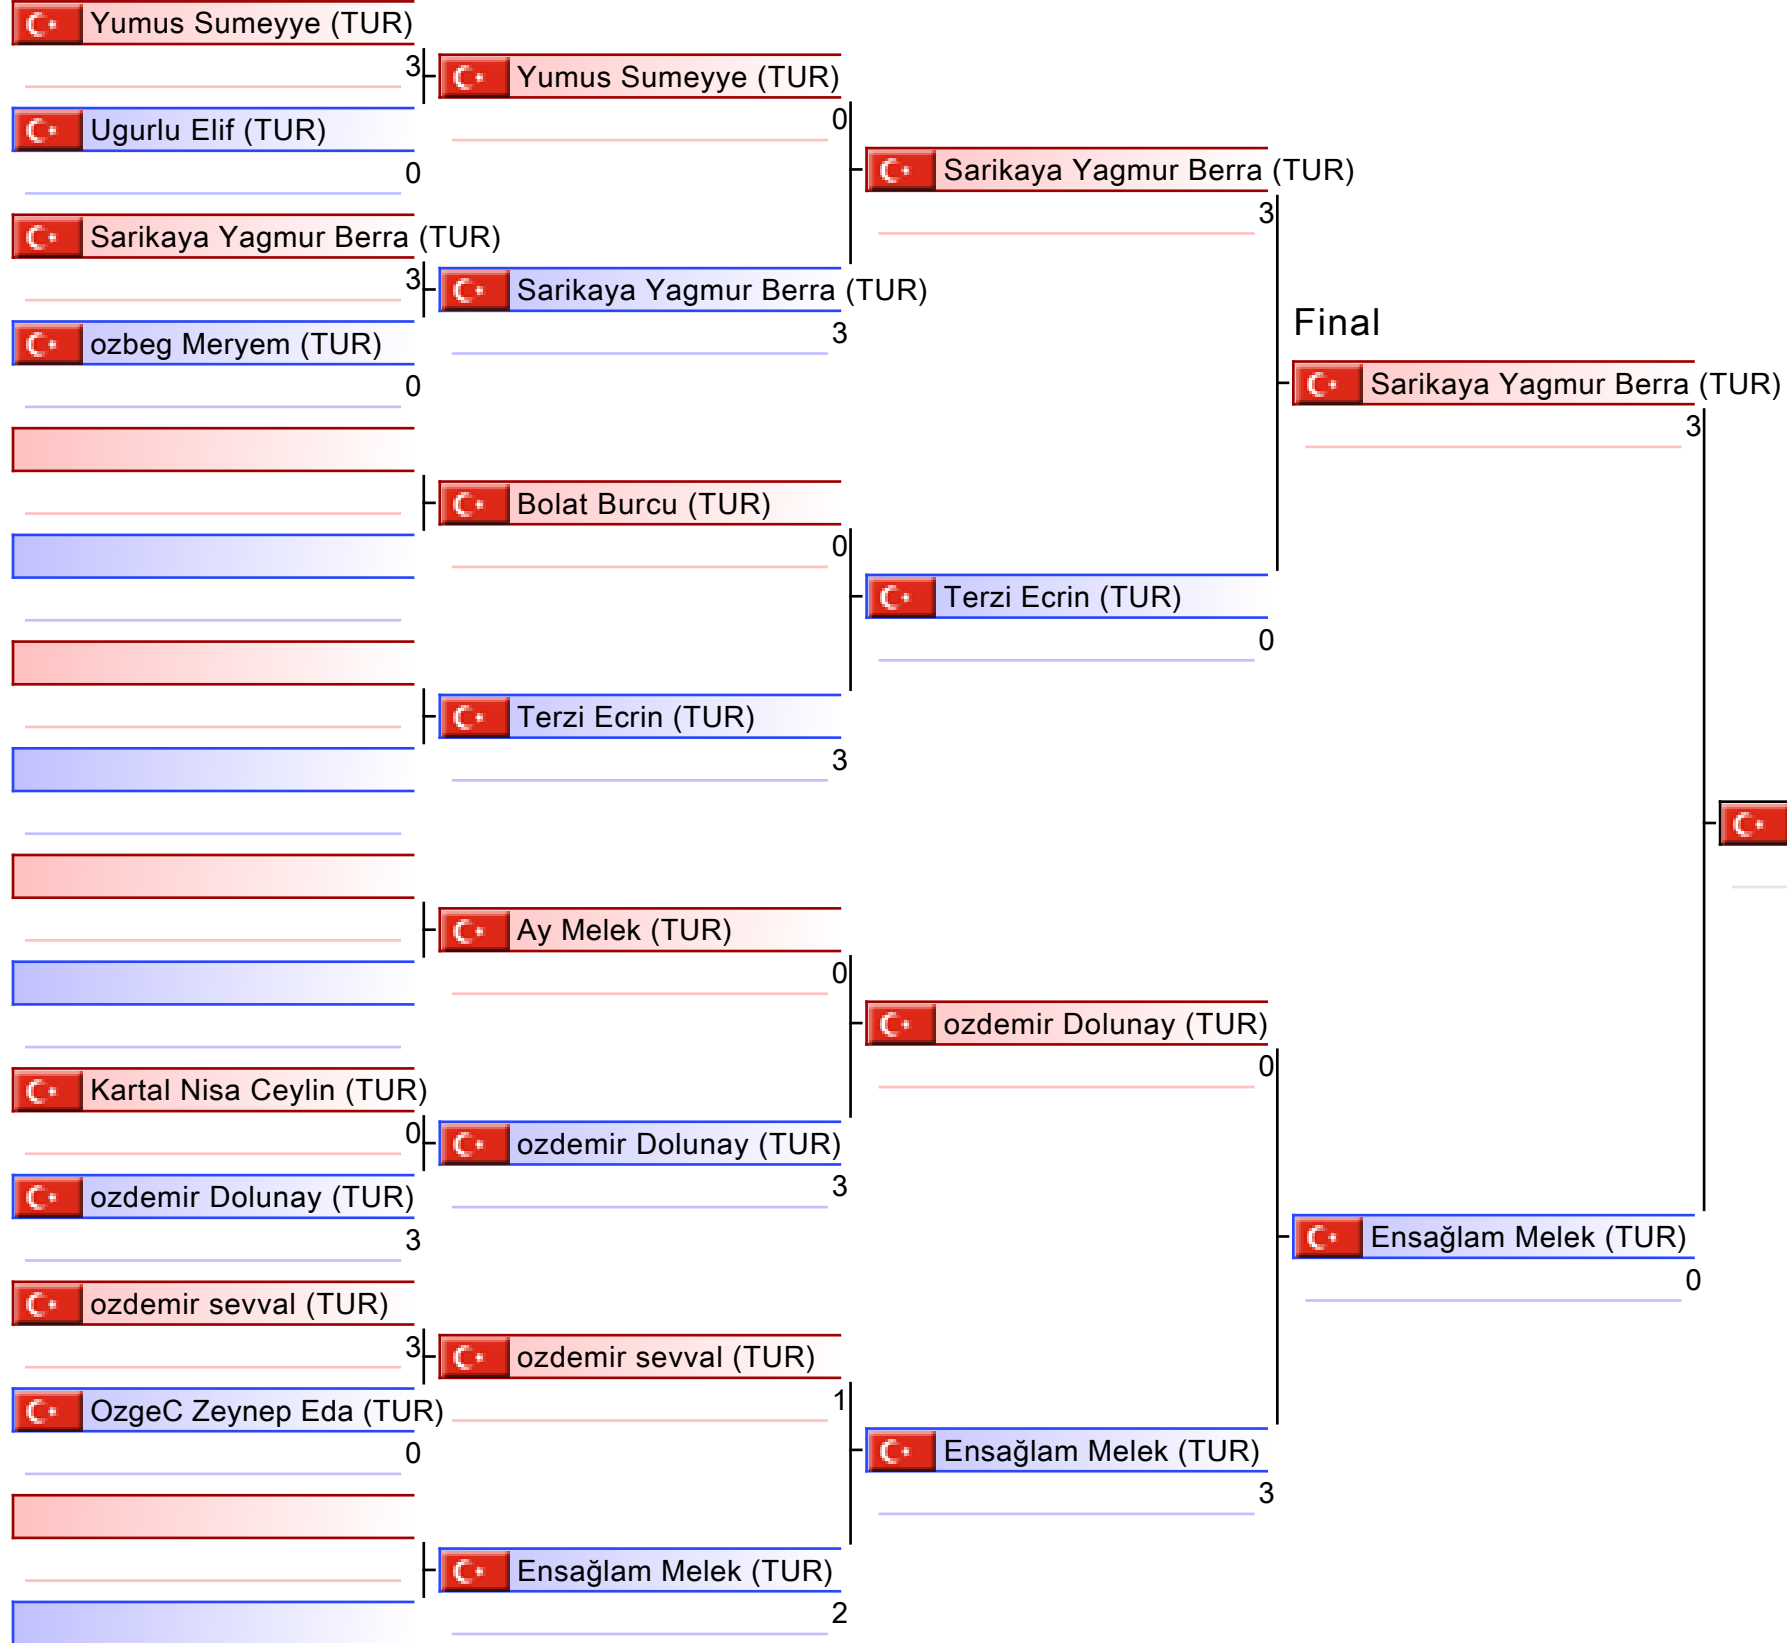 Yumus Sumeyye (TUR)
3
Ugurlu Elif (TUR)
0
Sarikaya Yagmur Berra (TUR)
3
ozbeg Meryem (TUR)
0
Kartal Nisa Ceylin (TUR)
0
ozdemir Dolunay (TUR)
3
ozdemir sevval (TUR)
3
OzgeC Zeynep Eda (TUR)
0
Yumus Sumeyye (TUR)
0
Sarikaya Yagmur Berra (TUR)
3
Bolat Burcu (TUR)
0
Terzi Ecrin (TUR)
3
Ay Melek (TUR)
0
ozdemir Dolunay (TUR)
3
ozdemir sevval (TUR)
1
Ensağlam Melek (TUR)
2
Sarikaya Yagmur Berra (TUR)
3
Terzi Ecrin (TUR)
0
ozdemir Dolunay (TUR)
0
Ensağlam Melek (TUR)
3
Final
Sarikaya Yagmur Berra (TUR)
3
Ensağlam Melek (TUR)
0